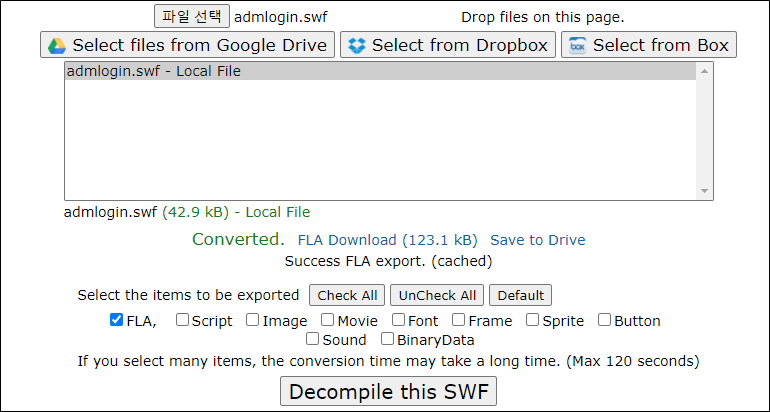 파일 선택 admlogin.swf Drop files on this page.
Select files from Google Drive Select from Dropbox box Select from Box
admlogin.swf - Local File
admlogin.swf (42.9 kB) - Local File
Converted. FLA Download (123.1 kB) Save to Drive
Success FLA export. (cached)
Select the items to be exported Check All UnCheck All Default
FLA, Script Image Movie Font Frame Sprite Button
Sound BinaryData
If you select many items, the conversion time may take a long time. (Max 120 seconds)
Decompile this SWF